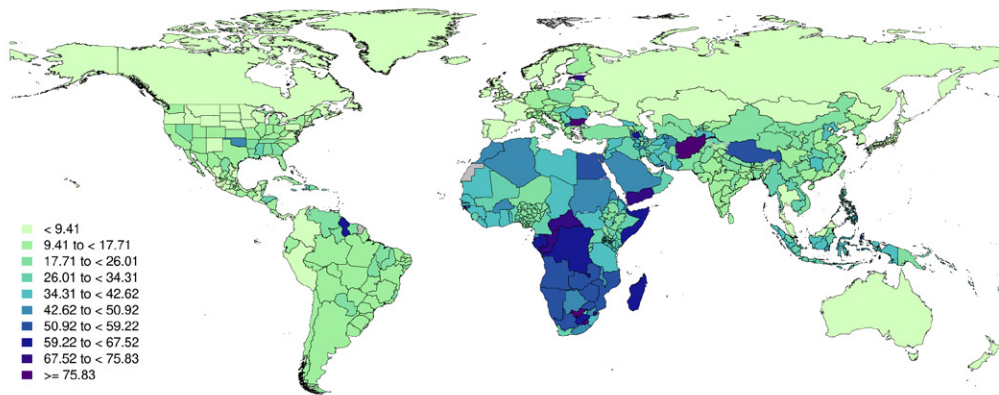 < 9.41
9.41 to < 17.71
17.71 to < 26.01
26.01 to < 34.31
34.31 to < 42.62
42.62 to < 50.92
50.92 to < 59.22
59.22 to < 67.52
67.52 to < 75.83
>= 75.83